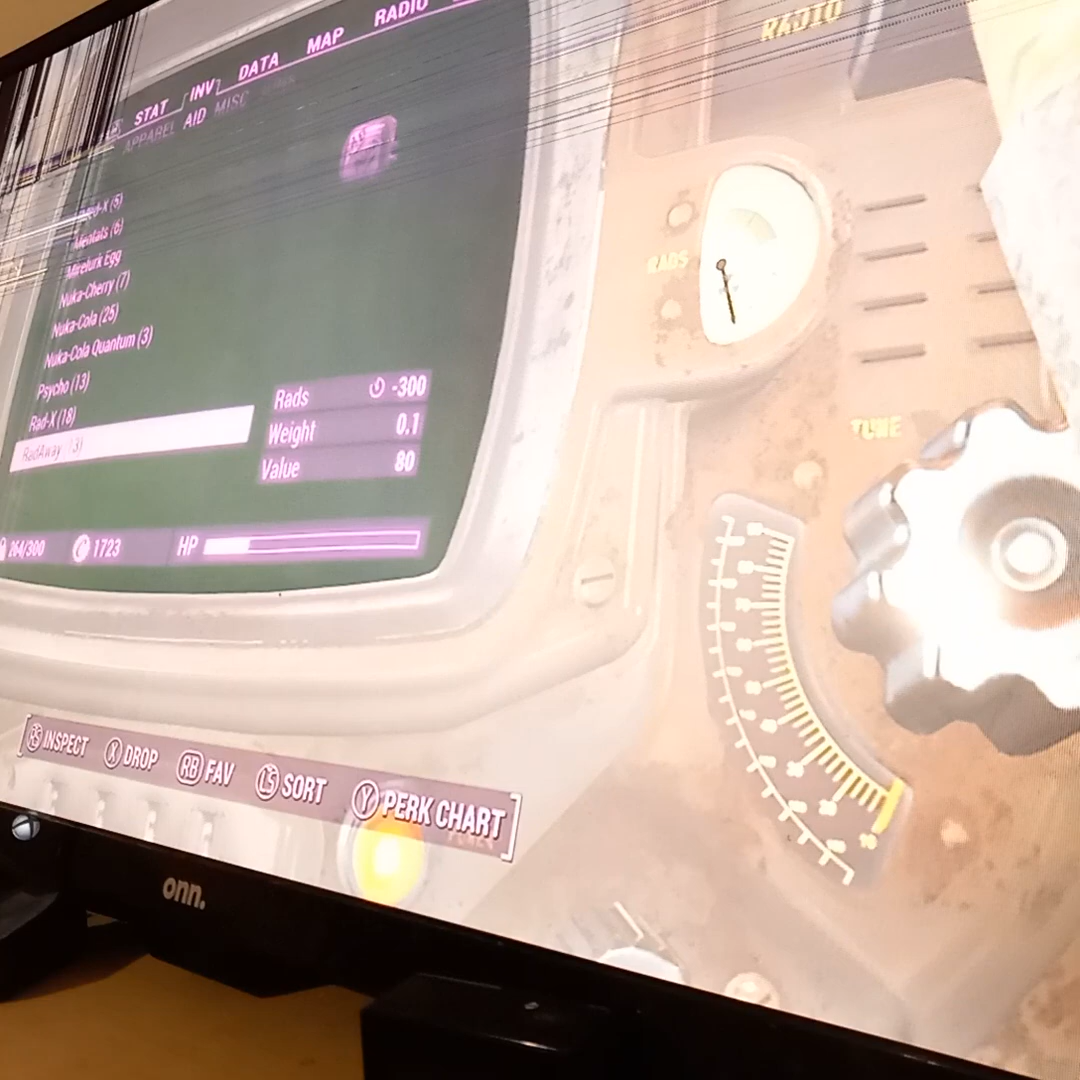 STAT INV DATA MAP RADIO
APPAREL AID MISC
Mentats (6)
Mirelurk Egg
Nuka-Cherry (7)
Nuka-Cola (25)
Nuka-Cola Quantum (3)
Psycho (13)
Rad-X (18)
RadAway
Rads -300
Weight 0.1
Value 80
264/300 1723 HP
RS INSPECT X DROP RB FAV LS SORT Y PERK CHART
RADIO
RADS
TUNE
onn.